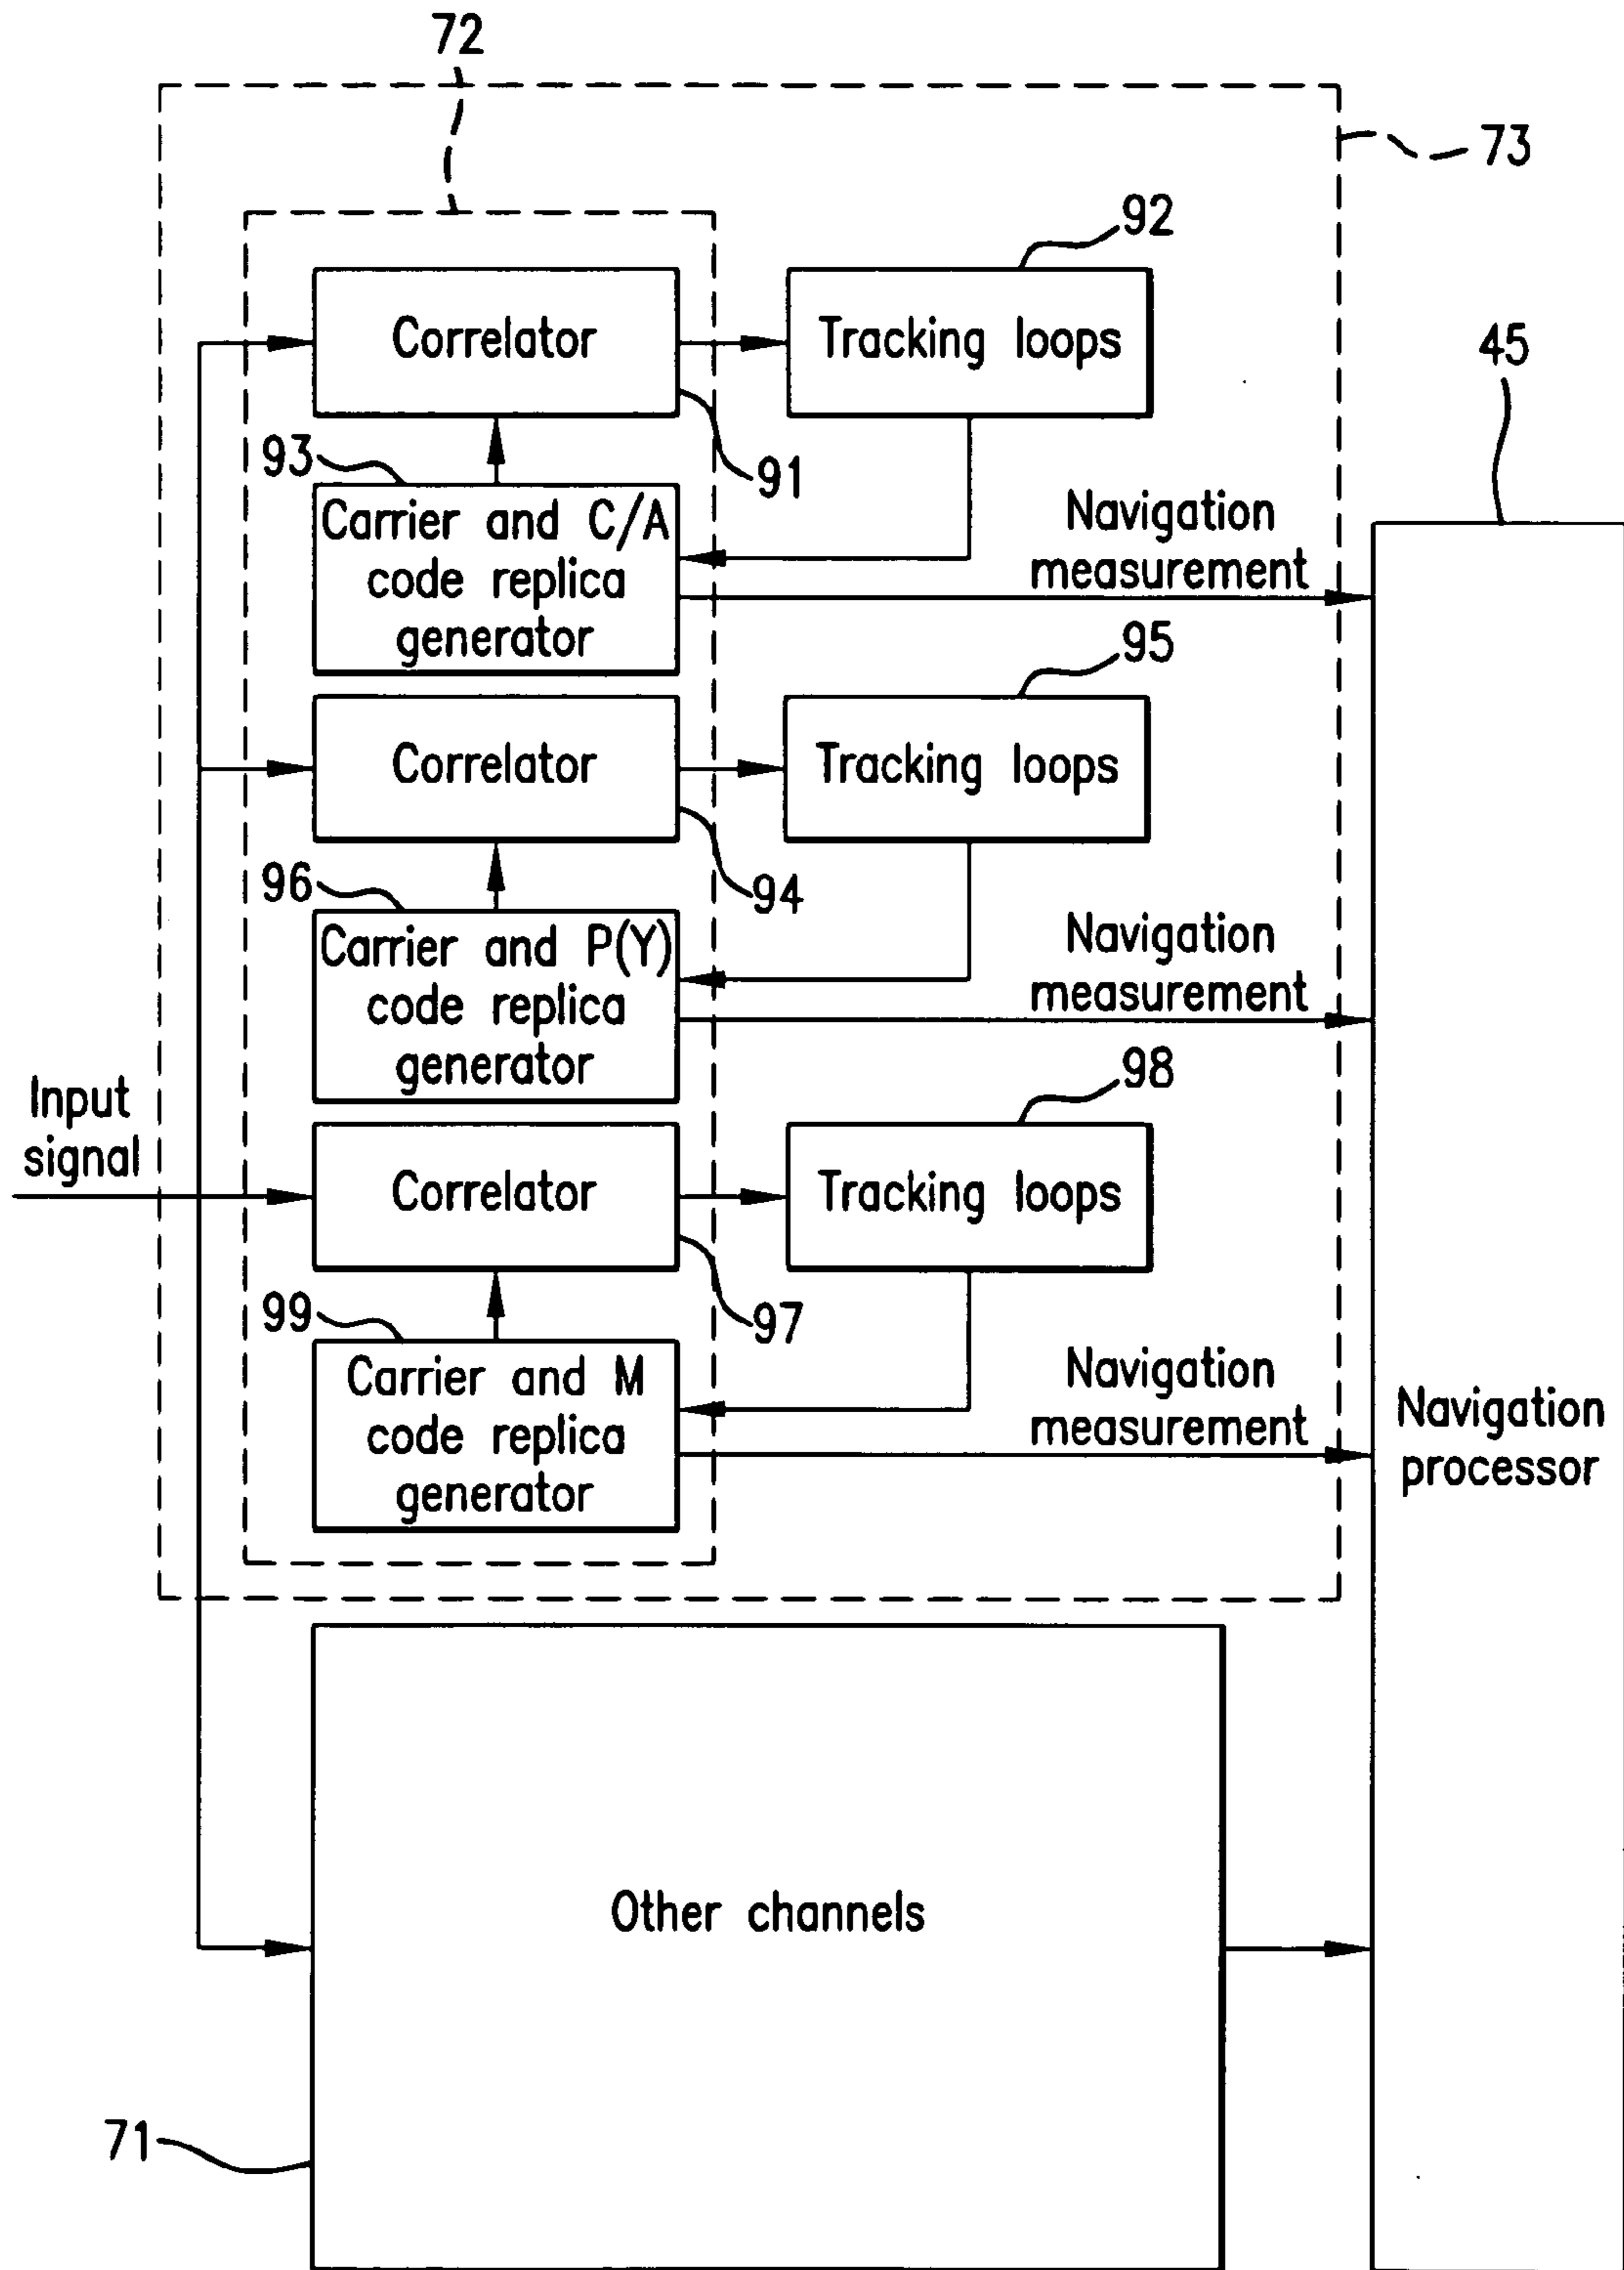 72
73
92
Correlator
Tracking loops
45
93
91
Carrier and C/A
code replica
generator
Navigation
measurement
95
Correlator
Tracking loops
96
94
Carrier and P(Y)
code replica
generator
Navigation
measurement
98
Input
signal
Correlator
Tracking loops
99
97
Carrier and M
code replica
generator
Navigation
measurement
Navigation
processor
Other channels
71